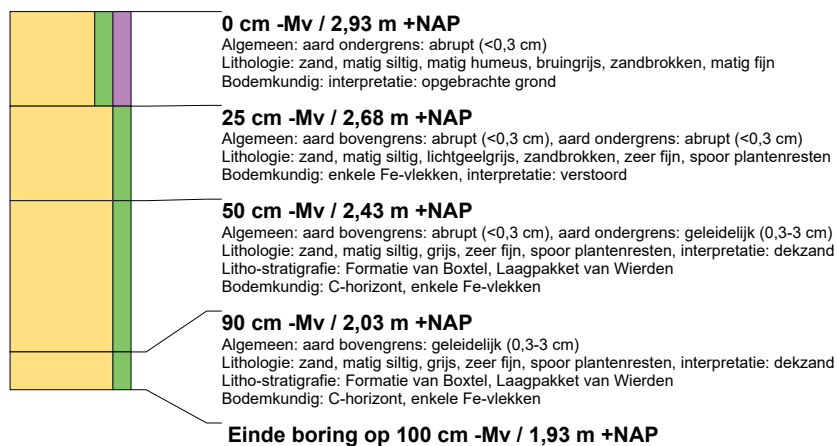 0 cm -Mv / 2,93 m +NAP
Algemeen: aard ondergrens: abrupt (<0,3 cm)
Lithologie: zand, matig siltig, matig humeus, bruingrijs, zandbrokken, matig fijn
Bodemkundig: interpretatie: opgebrachte grond
25 cm -Mv / 2,68 m +NAP
Algemeen: aard bovengrens: abrupt (<0,3 cm), aard ondergrens: abrupt (<0,3 cm)
Lithologie: zand, matig siltig, lichtgeelgrijs, zandbrokken, zeer fijn, spoor plantenresten
Bodemkundig: enkele Fe-vlekken, interpretatie: verstoord
50 cm -Mv / 2,43 m +NAP
Algemeen: aard bovengrens: abrupt (<0,3 cm), aard ondergrens: geleidelijk (0,3-3 cm)
Lithologie: zand, matig siltig, grijs, zeer fijn, spoor plantenresten, interpretatie: dekzand
Litho-stratigrafie: Formatie van Boxtel, Laagpakket van Wierden
Bodemkundig: C-horizont, enkele Fe-vlekken
90 cm -Mv / 2,03 m +NAP
Algemeen: aard bovengrens: geleidelijk (0,3-3 cm)
Lithologie: zand, matig siltig, grijs, zeer fijn, spoor plantenresten, interpretatie: dekzand
Litho-stratigrafie: Formatie van Boxtel, Laagpakket van Wierden
Bodemkundig: C-horizont, enkele Fe-vlekken
Einde boring op 100 cm -Mv / 1,93 m +NAP